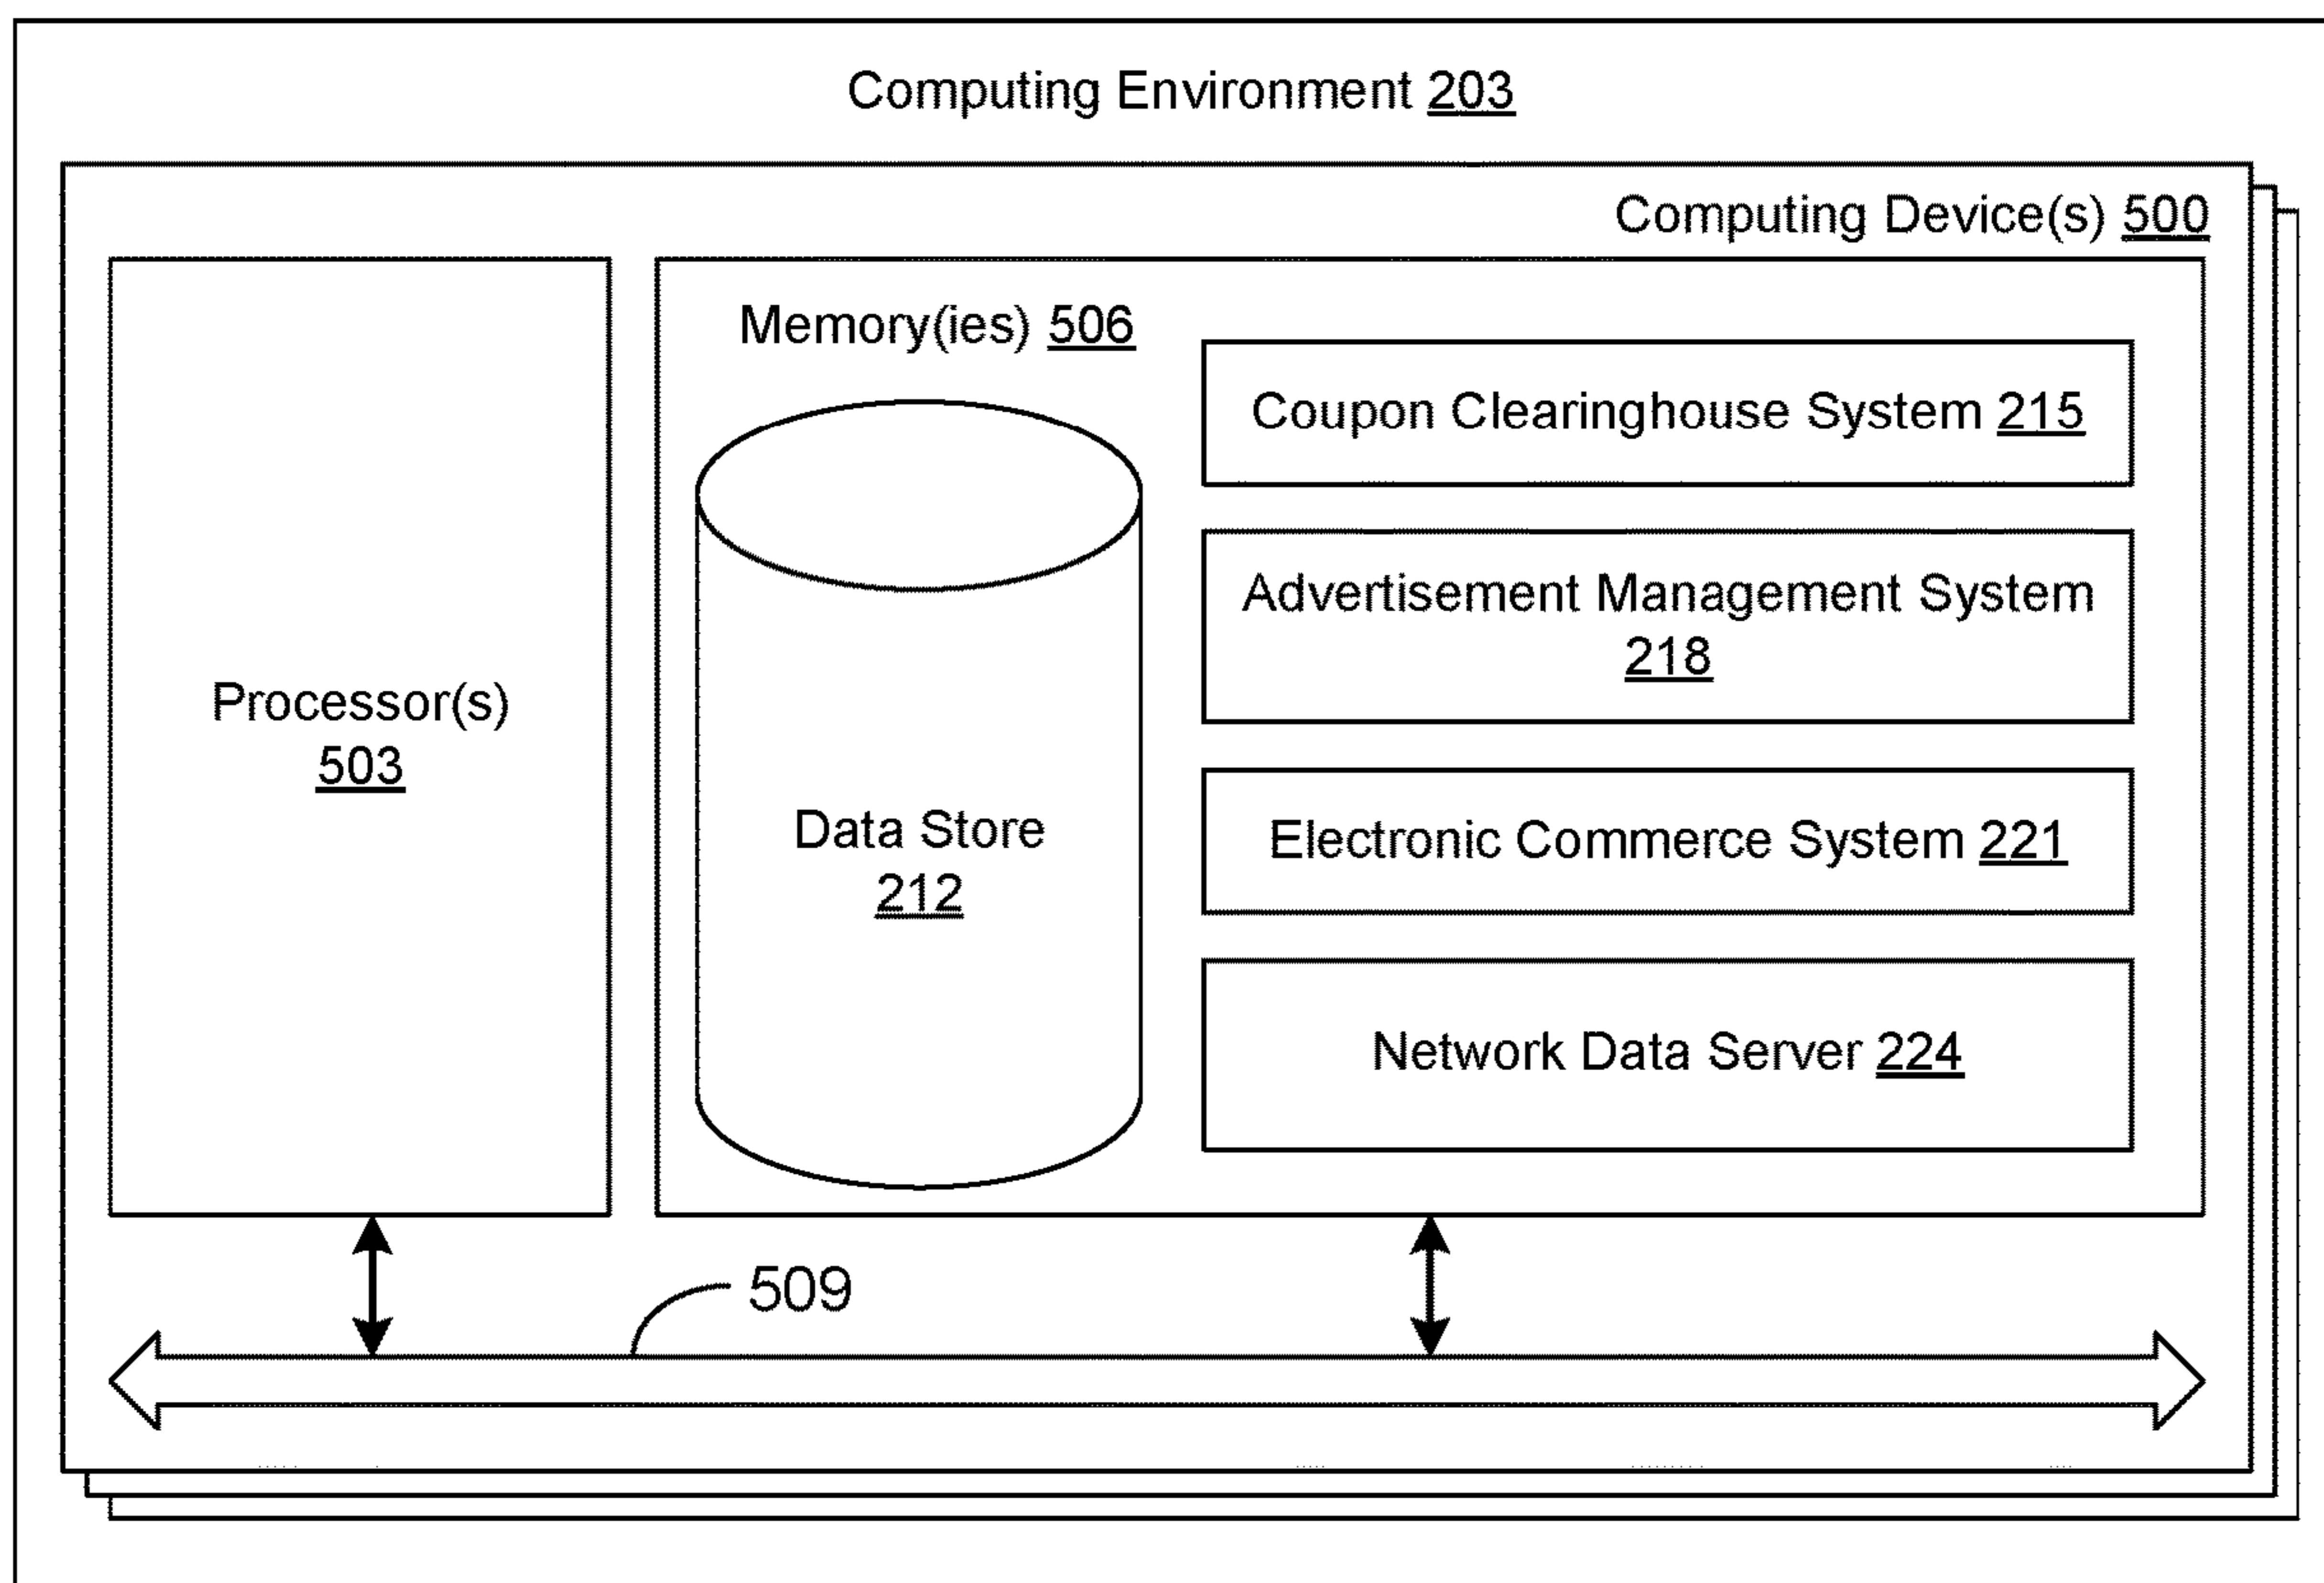 Computing Environment 203
Computing Device(s) 500
Memory(ies) 506
Coupon Clearinghouse System 215
Advertisement Management System
218
Processor(s)
503
Data Store
212
Electronic Commerce System 221
Network Data Server 224
509